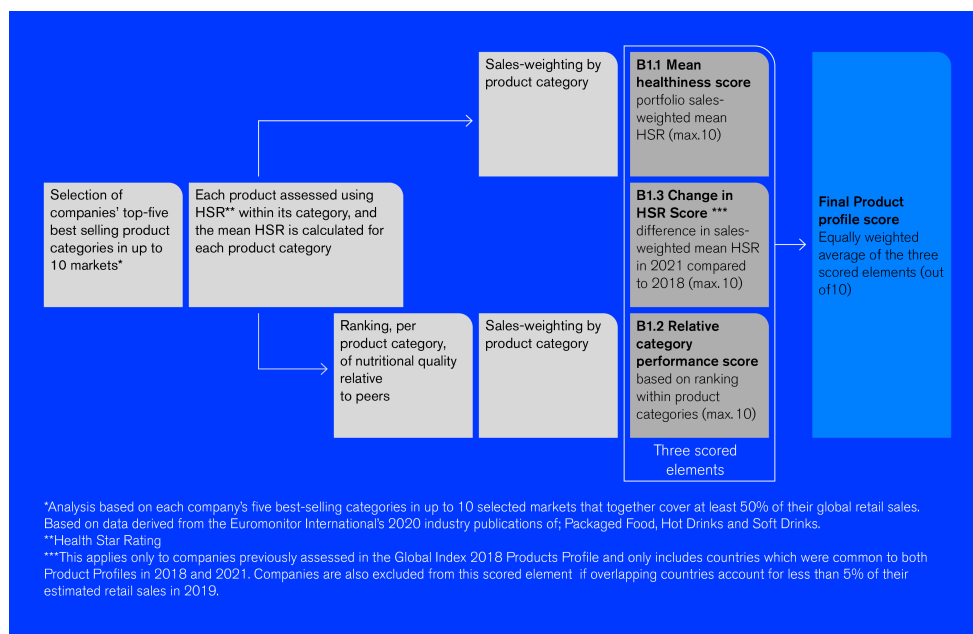 Sales-weighting by
product category
B1.1 Mean
healthiness score
portfolio sales-
weighted mean
HSR (max.10)
Selection of
companies' top-five
best selling product
categories in up to
10 markets*
Each product assessed using
HSR** within its category, and
the mean HSR is calculated for
each product category
B1.3 Change in
HSR Score ***
difference in sales-
weighted mean HSR
in 2021 compared
to 2018 (max.10)
Final Product
profile score
Equally weighted
average of the three
scored elements (out
of10)
Ranking, per
product category,
of nutritional quality
relative
to peers
Sales-weighting by
product category
B1.2 Relative
category
performance score
based on ranking
within product
categories (max.10)
Three scored
elements
*Analysis based on each company's five best-selling categories in up to 10 selected markets that together cover at least 50% of their global retail sales.
Based on data derived from the Euromonitor International's 2020 industry publications of; Packaged Food, Hot Drinks and Soft Drinks.
**Health Star Rating
***This applies only to companies previously assessed in the Global Index 2018 Products Profile and only includes countries which were common to both
Product Profiles in 2018 and 2021. Companies are also excluded from this scored element if overlapping countries account for less than 5% of their
estimated retail sales in 2019.